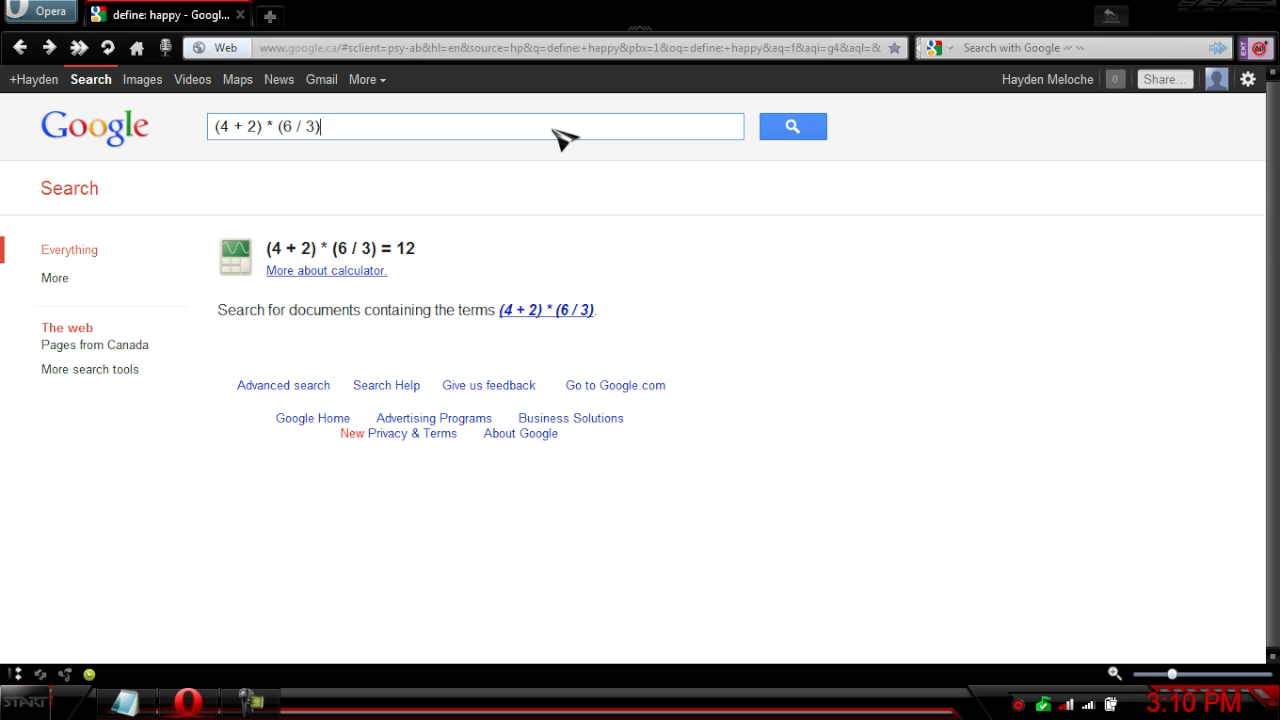 Opera
define: happy - Googl...
Web
www.google.ca/#sclient=psy-ab&hl=en&source=hp&q=define:+happy&pbx=1&oq=define:+happy&aq=f&aqi=g4&aql=&
Search with Google
EXT
+Hayden Search Images Videos Maps News Gmail More
Hayden Meloche 0 Share...
Google
(4 + 2) * (6 / 3)
Search
Everything
More
The web
Pages from Canada
More search tools
(4 + 2) * (6 / 3) = 12
More about calculator.
Search for documents containing the terms (4 + 2) * (6 / 3).
Advanced search Search Help Give us feedback Go to Google.com
Google Home Advertising Programs Business Solutions
New Privacy & Terms About Google
START
3:10 PM